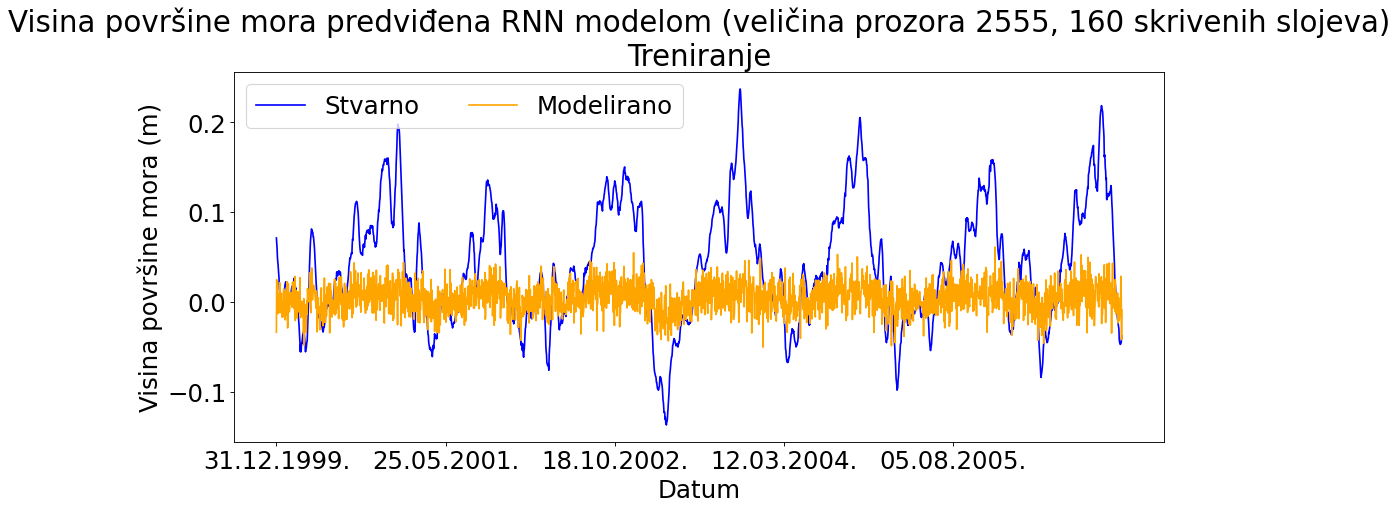 Visina površine mora predviđena RNN modelom (veličina prozora 2555, 160 skrivenih slojeva)
Treniranje
Stvarno
Modelirano
Visina površine mora (m)
0.2
0.1
0.0
−0.1
31.12.1999.
25.05.2001.
18.10.2002.
12.03.2004.
05.08.2005.
Datum